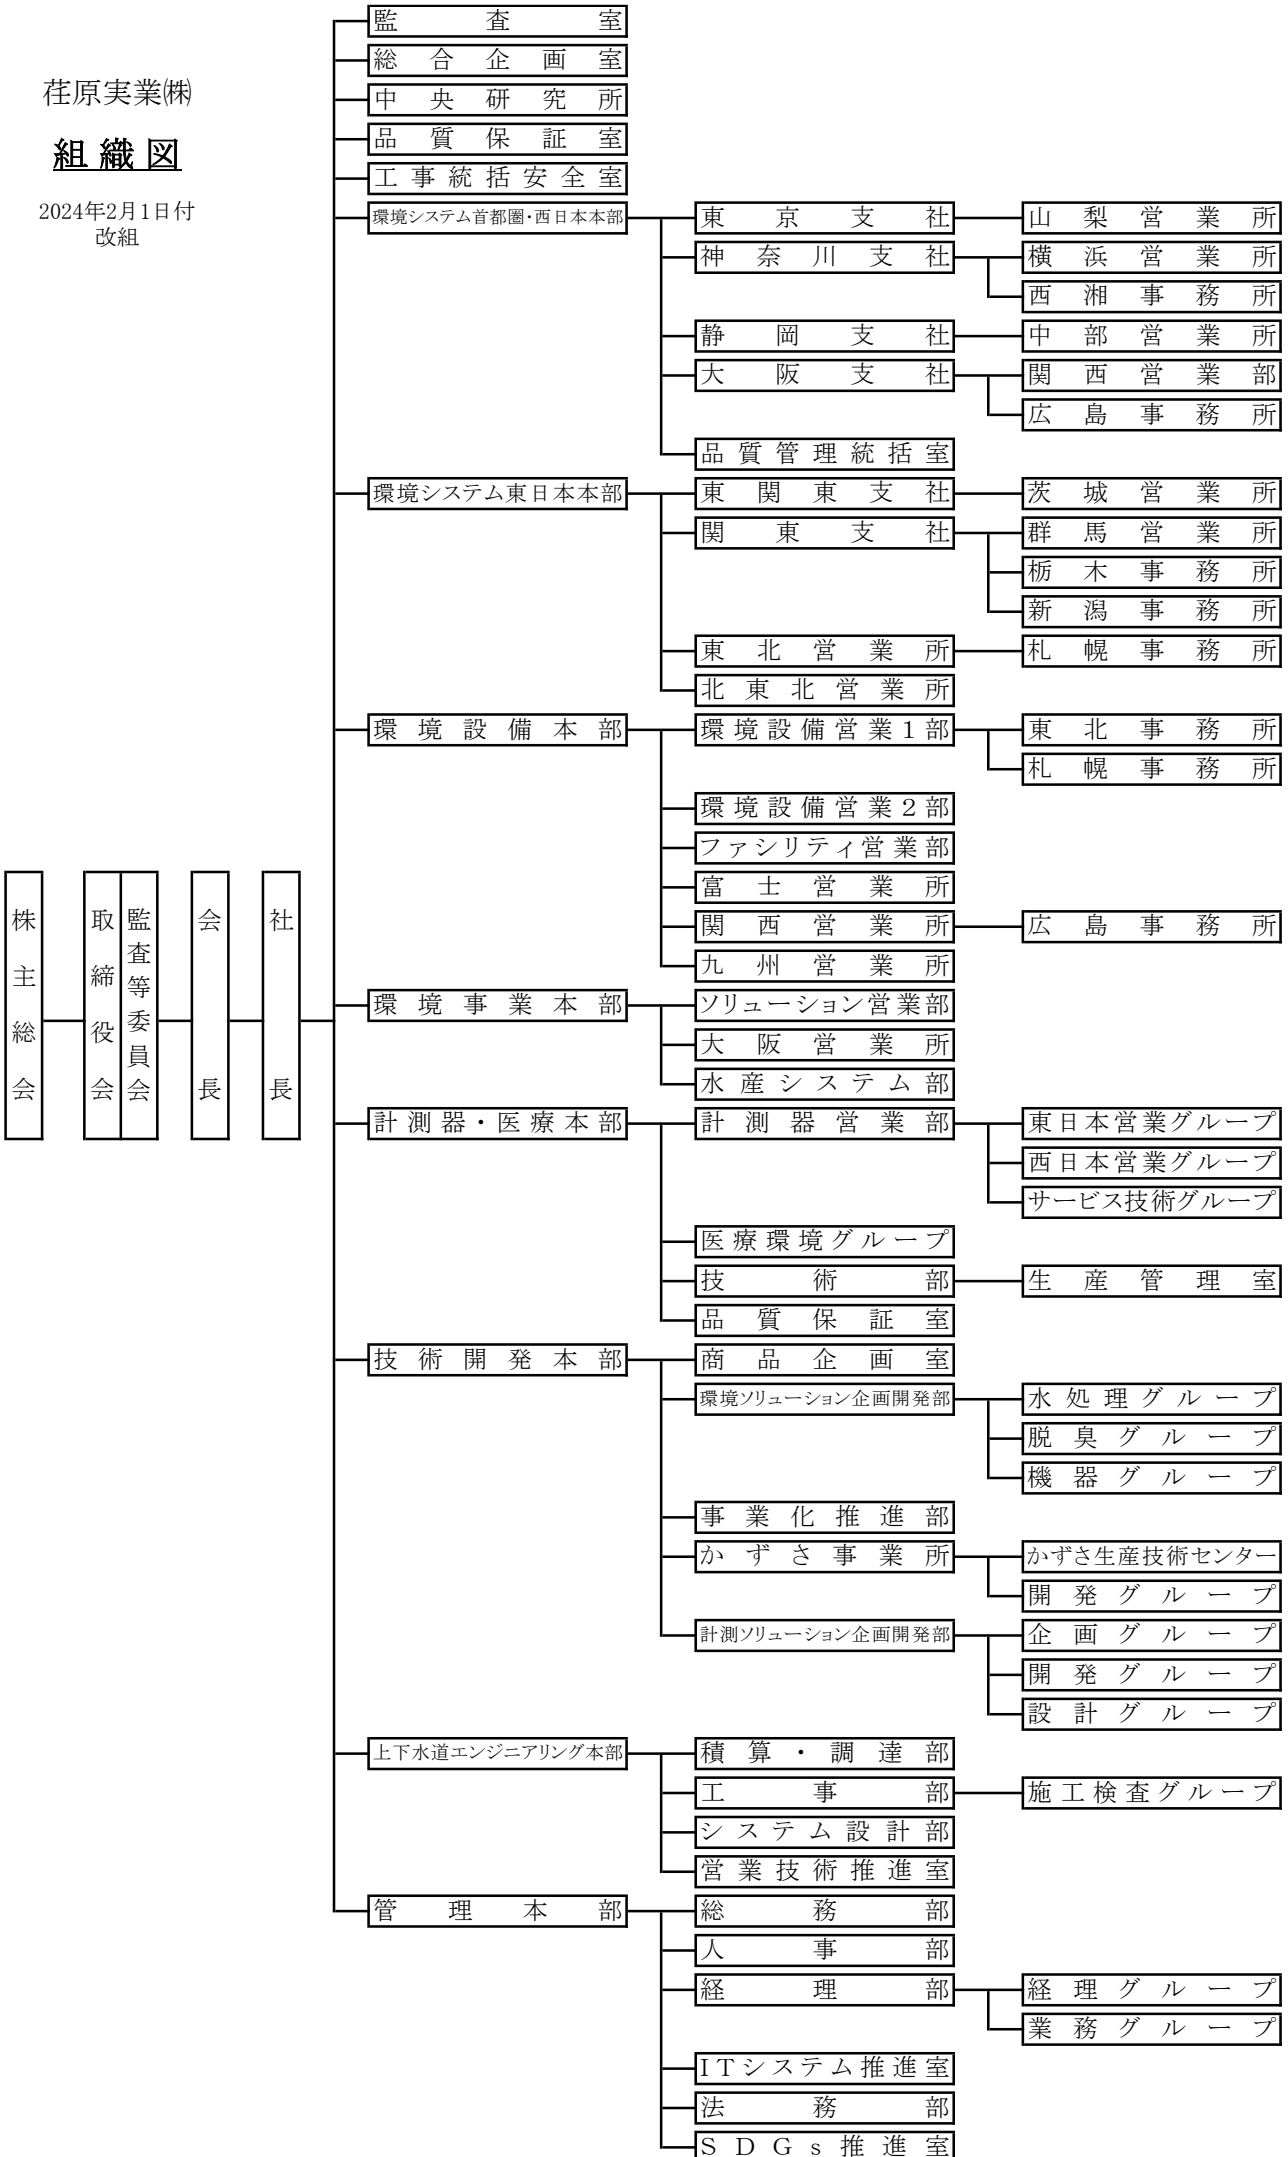 荏原実業㈱
組織図
2024年2月1日付
改組
株主総会
取締役会
監査等委員会
会長
社長
監査室
総合企画室
中央研究所
品質保証室
工事統括安全室
環境システム首都圏・西日本本部
東京支社
山梨営業所
神奈川支社
横浜営業所
西湘事務所
静岡支社
中部営業所
大阪支社
関西営業部
広島事務所
品質管理統括室
環境システム東日本本部
東関東支社
茨城営業所
関東支社
群馬営業所
栃木事務所
新潟事務所
東北営業所
札幌事務所
北東北営業所
環境設備本部
環境設備営業1部
東北事務所
札幌事務所
環境設備営業2部
ファシリティ営業部
富士営業所
関西営業所
広島事務所
九州営業所
環境事業本部
ソリューション営業部
大阪営業所
水産システム部
計測器・医療本部
計測器営業部
東日本営業グループ
西日本営業グループ
サービス技術グループ
医療環境グループ
技術部
生産管理室
品質保証室
技術開発本部
商品企画室
環境ソリューション企画開発部
水処理グループ
脱臭グループ
機器グループ
事業化推進部
かずさ事業所
かずさ生産技術センター
開発グループ
計測ソリューション企画開発部
企画グループ
開発グループ
設計グループ
上下水道エンジニアリング本部
積算・調達部
工事部
施工検査グループ
システム設計部
営業技術推進室
管理本部
総務部
人事部
経理部
経理グループ
業務グループ
ITシステム推進室
法務部
SDGs推進室